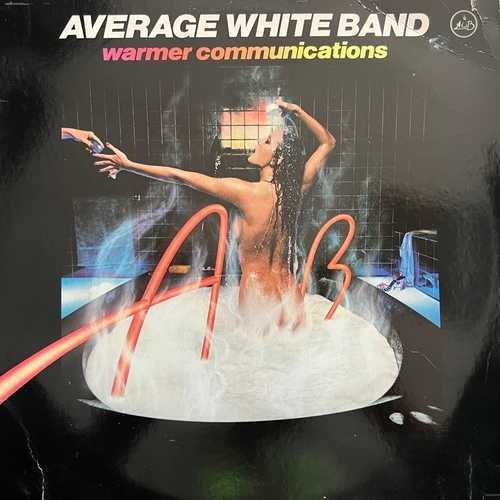 AVERAGE WHITE BAND
warmer communications
AWB
AWB